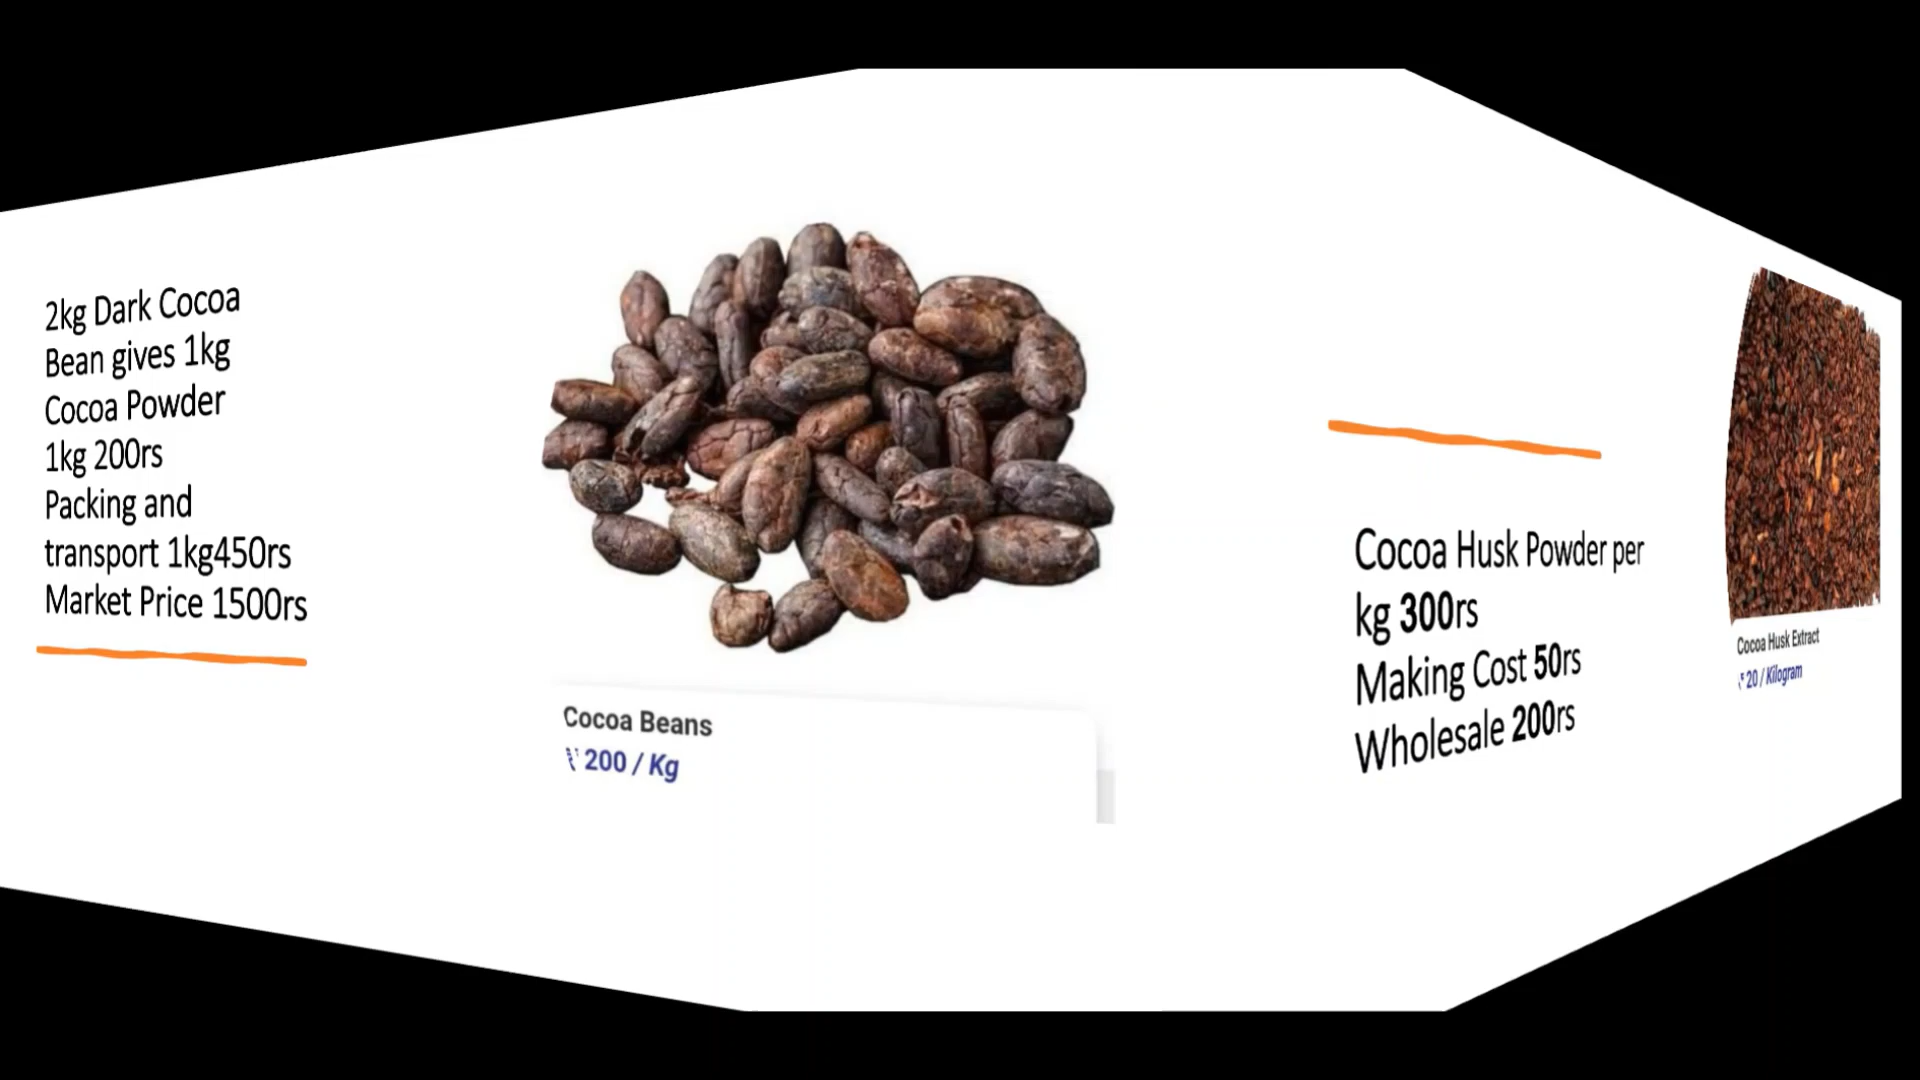 2kg Dark Cocoa
Bean gives 1kg
Cocoa Powder
1kg 200rs
Packing and
transport 1kg450rs
Market Price 1500rs
Cocoa Beans
₹ 200 / Kg
Cocoa Husk Powder per
kg 300rs
Making Cost 50rs
Wholesale 200rs
Cocoa Husk Extract
₹ 20 / Kilogram